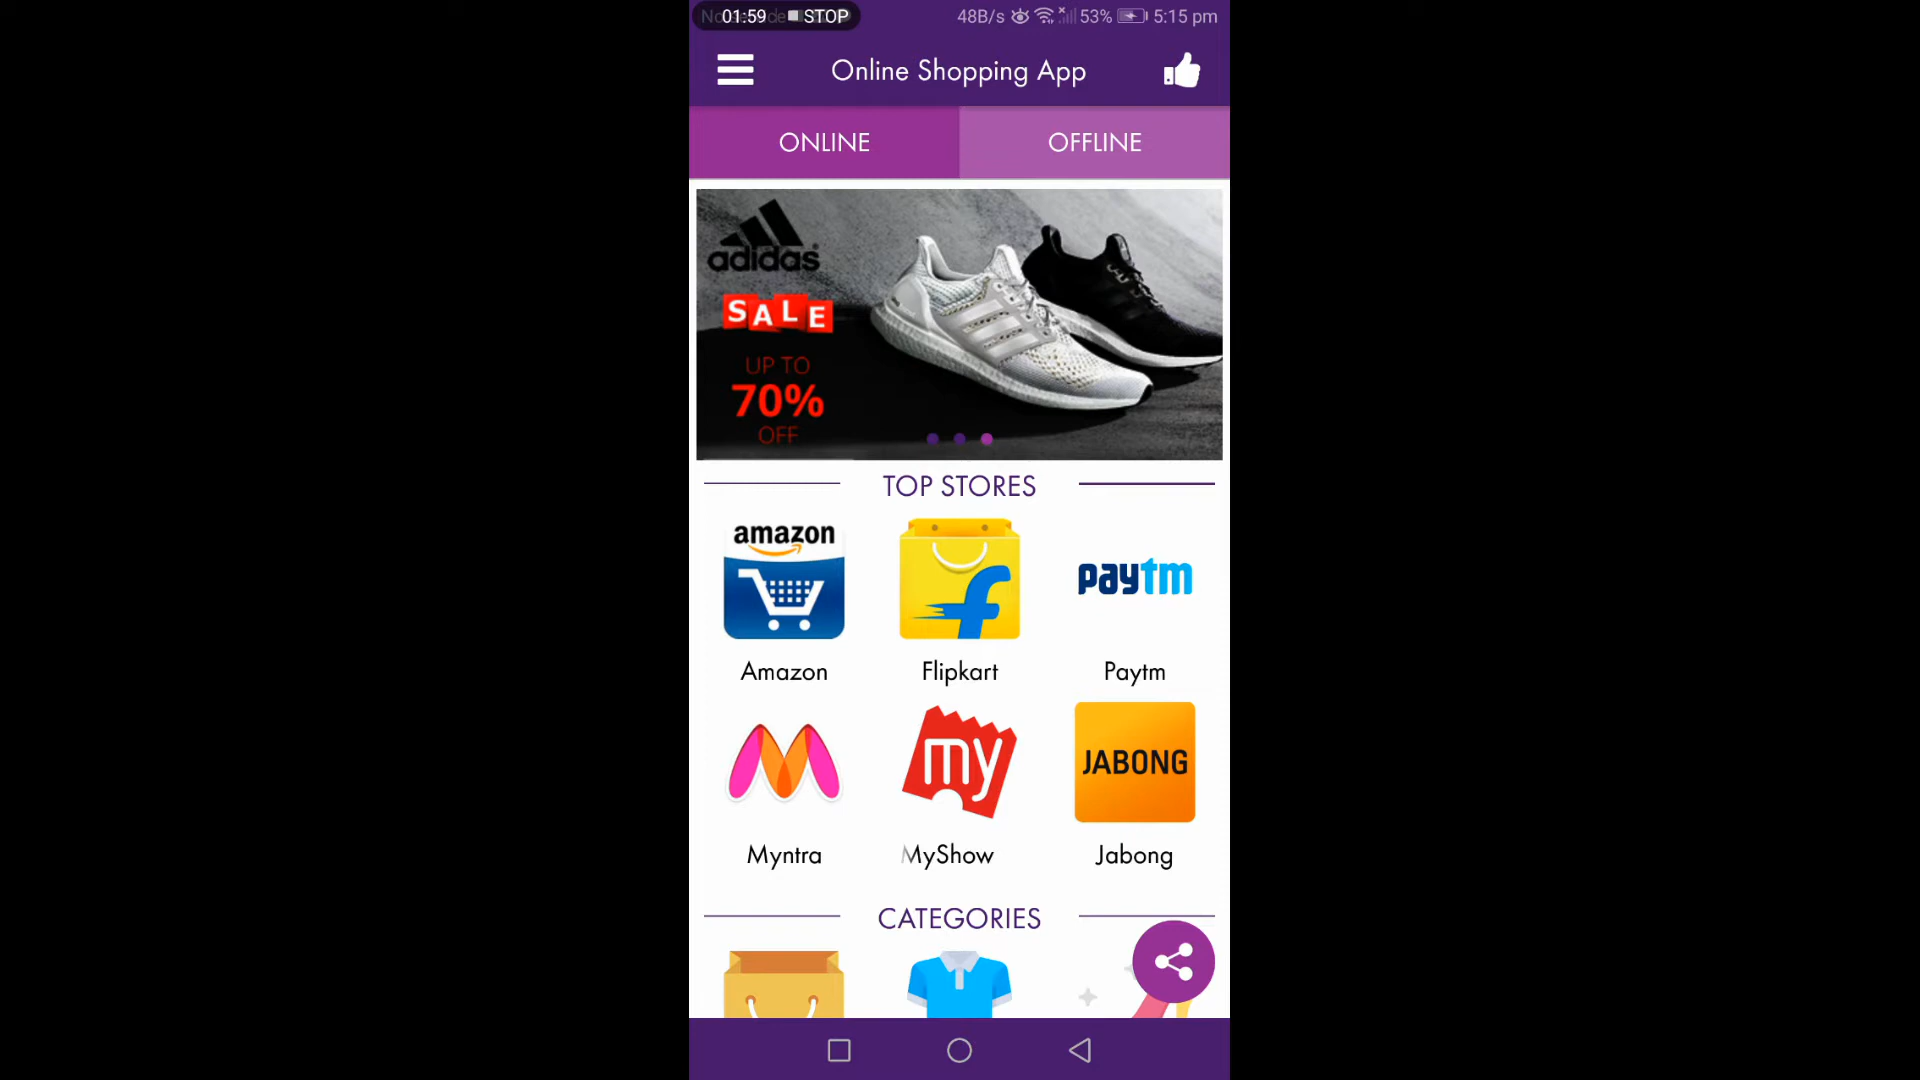 01:59 STOP 48B/s 53% 5:15 pm
Online Shopping App
ONLINE OFFLINE
adidas
SALE
UP TO
70%
OFF
TOP STORES
amazon paytm
Amazon Flipkart Paytm
my JABONG
Myntra MyShow Jabong
CATEGORIES